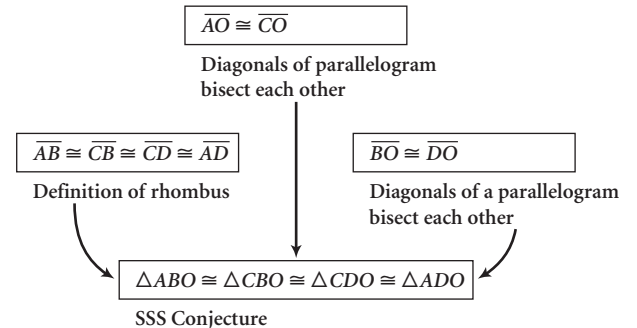 AO ≅ CO
Diagonals of parallelogram
bisect each other
AB ≅ CB ≅ CD ≅ AD
Definition of rhombus
BO ≅ DO
Diagonals of a parallelogram
bisect each other
△ABO ≅ △CBO ≅ △CDO ≅ △ADO
SSS Conjecture